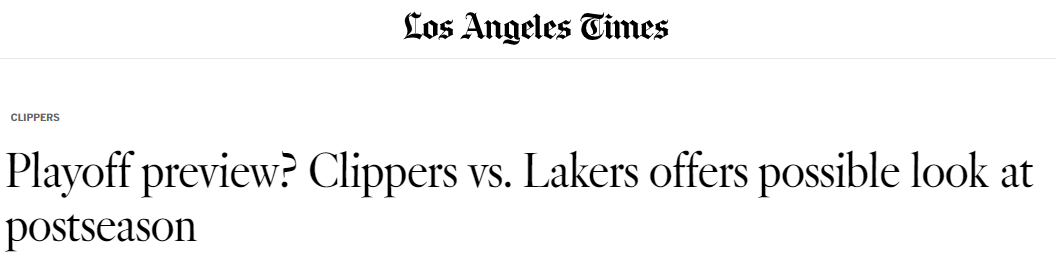 Los Angeles Times
CLIPPERS
Playoff preview? Clippers vs. Lakers offers possible look at
postseason